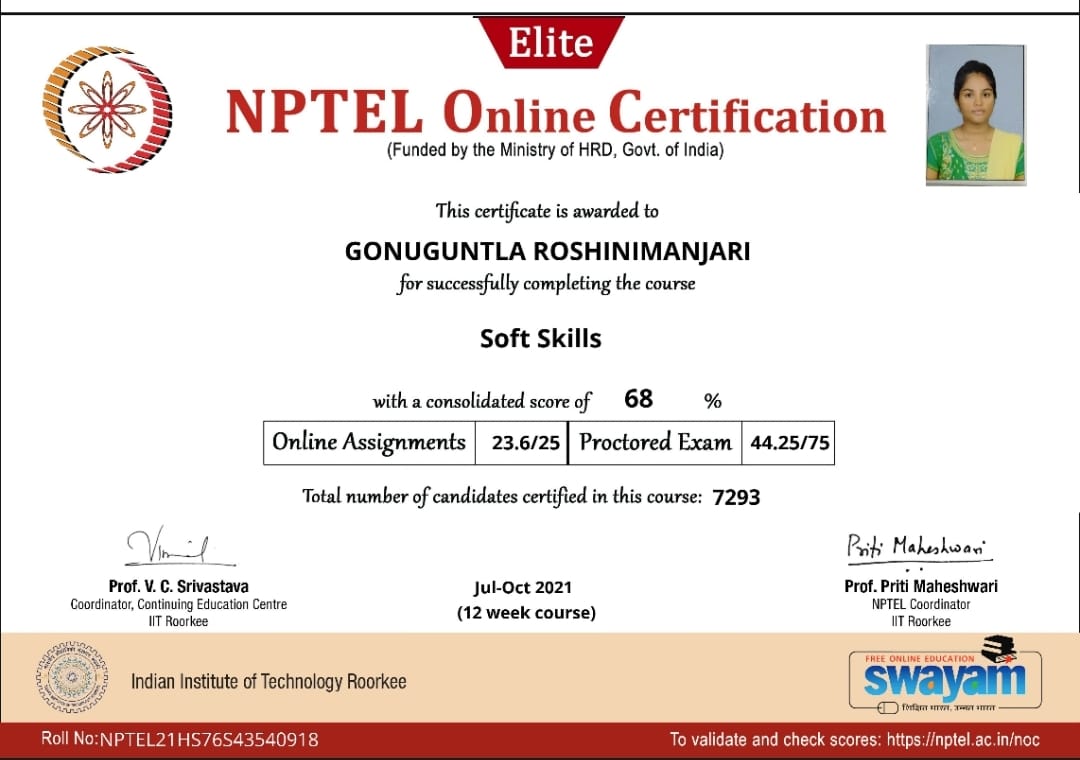 Elite
NPTEL Online Certification
(Funded by the Ministry of HRD, Govt. of India)
This certificate is awarded to
GONUGUNTLA ROSHINIMANJARI
for successfully completing the course
Soft Skills
with a consolidated score of 68 %
Online Assignments 23.6/25 Proctored Exam 44.25/75
Total number of candidates certified in this course: 7293
Priti Maheshwari
Prof. V. C. Srivastava
Coordinator, Continuing Education Centre
IIT Roorkee
Jul-Oct 2021
(12 week course)
Prof. Priti Maheshwari
NPTEL Coordinator
IIT Roorkee
Indian Institute of Technology Roorkee
FREE ONLINE EDUCATION
swayam
शिक्षित भारत, उन्नत भारत
Roll No:NPTEL21HS76S43540918
To validate and check scores: https://nptel.ac.in/noc